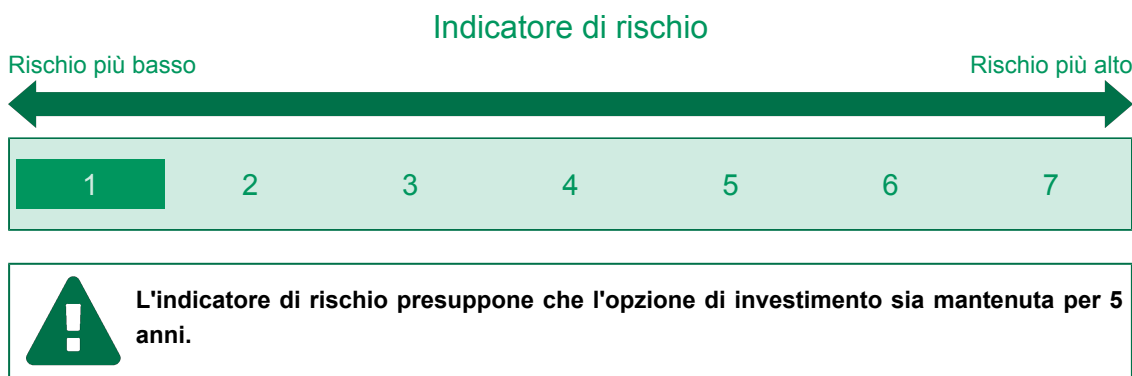 Indicatore di rischio
Rischio più basso Rischio più alto
1 2 3 4 5 6 7
L'indicatore di rischio presuppone che l'opzione di investimento sia mantenuta per 5
anni.